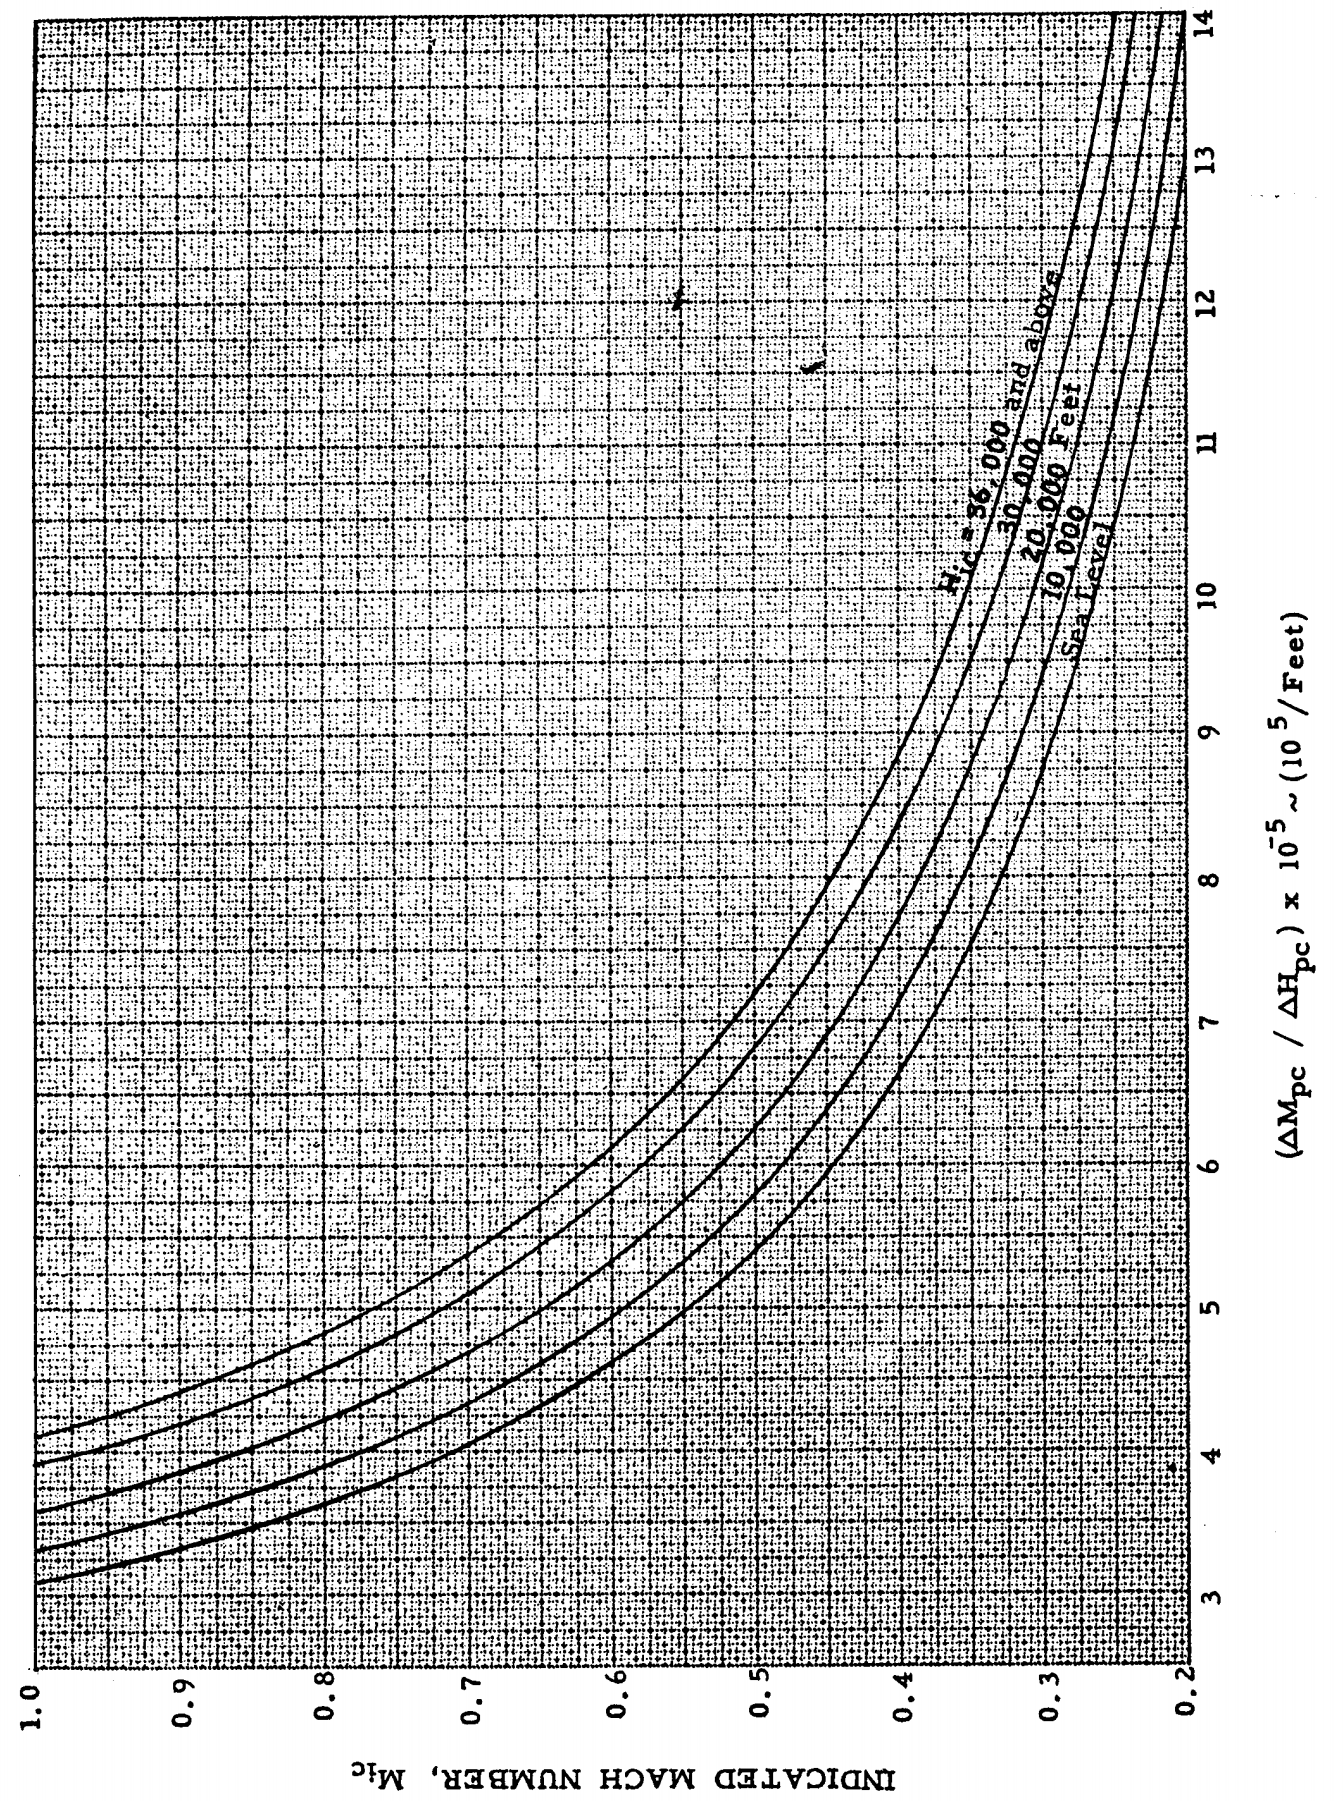 INDICATED MACH NUMBER, Mic
1.0
0.9
0.8
0.7
0.6
0.5
0.4
0.3
0.2
Hic = 36,000 and above
30,000
20,000 Feet
10,000
Sea Level
3 4 5 6 7 8 9 10 11 12 13 14
(ΔMpc / ΔHpc) x 10⁻⁵ ~ (10⁵/Feet)